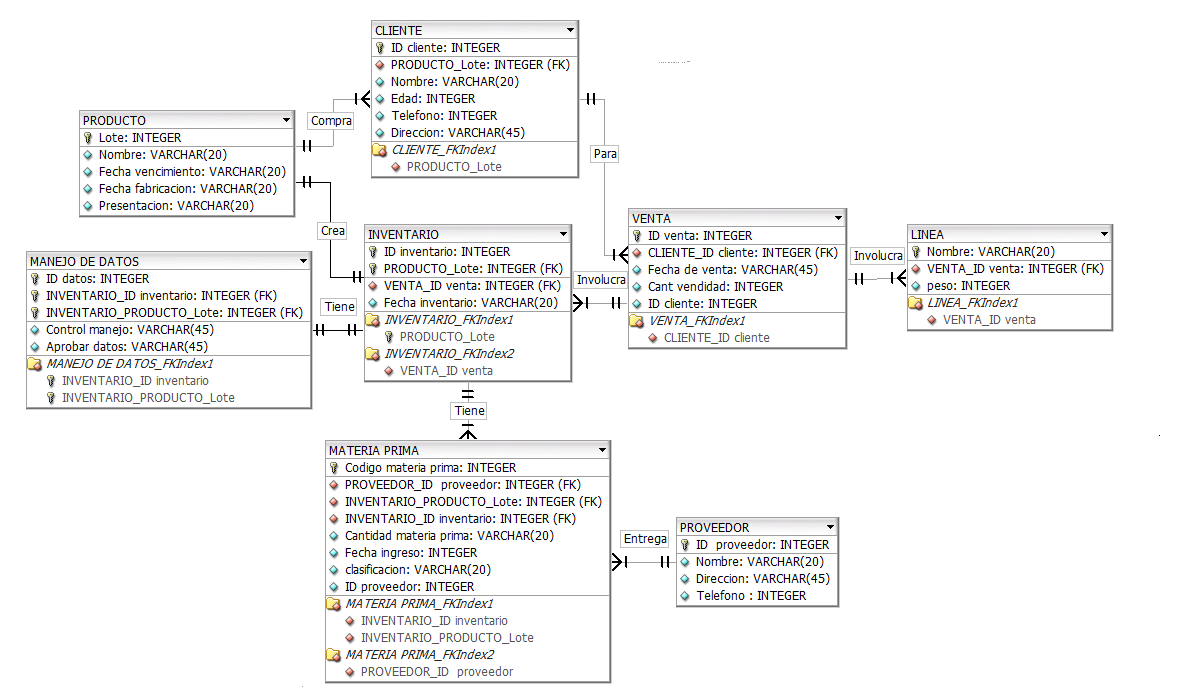 CLIENTE
ID cliente: INTEGER
PRODUCTO_Lote: INTEGER (FK)
Nombre: VARCHAR(20)
Edad: INTEGER
Telefono: INTEGER
Direccion: VARCHAR(45)
CLIENTE_FKIndex1
PRODUCTO_Lote
Compra
PRODUCTO
Lote: INTEGER
Nombre: VARCHAR(20)
Fecha vencimiento: VARCHAR(20)
Fecha fabricacion: VARCHAR(20)
Presentacion: VARCHAR(20)
Para
Crea
INVENTARIO
ID inventario: INTEGER
PRODUCTO_Lote: INTEGER (FK)
VENTA_ID venta: INTEGER (FK)
Fecha inventario: VARCHAR(20)
INVENTARIO_FKIndex1
PRODUCTO_Lote
INVENTARIO_FKIndex2
VENTA_ID venta
VENTA
ID venta: INTEGER
CLIENTE_ID cliente: INTEGER (FK)
Fecha de venta: VARCHAR(45)
Cant vendidad: INTEGER
ID cliente: INTEGER
VENTA_FKIndex1
CLIENTE_ID cliente
Involucra
LINEA
Nombre: VARCHAR(20)
VENTA_ID venta: INTEGER (FK)
peso: INTEGER
LINEA_FKIndex1
VENTA_ID venta
Involucra
MANEJO DE DATOS
ID datos: INTEGER
INVENTARIO_ID inventario: INTEGER (FK)
INVENTARIO_PRODUCTO_Lote: INTEGER (FK)
Control manejo: VARCHAR(45)
Aprobar datos: VARCHAR(45)
MANEJO DE DATOS_FKIndex1
INVENTARIO_ID inventario
INVENTARIO_PRODUCTO_Lote
Tiene
Tiene
MATERIA PRIMA
Codigo materia prima: INTEGER
PROVEEDOR_ID  proveedor: INTEGER (FK)
INVENTARIO_PRODUCTO_Lote: INTEGER (FK)
INVENTARIO_ID inventario: INTEGER (FK)
Cantidad materia prima: VARCHAR(20)
Fecha ingreso: INTEGER
clasificacion: VARCHAR(20)
ID proveedor: INTEGER
MATERIA PRIMA_FKIndex1
INVENTARIO_ID inventario
INVENTARIO_PRODUCTO_Lote
MATERIA PRIMA_FKIndex2
PROVEEDOR_ID  proveedor
Entrega
PROVEEDOR
ID  proveedor: INTEGER
Nombre: VARCHAR(20)
Direccion: VARCHAR(45)
Telefono : INTEGER